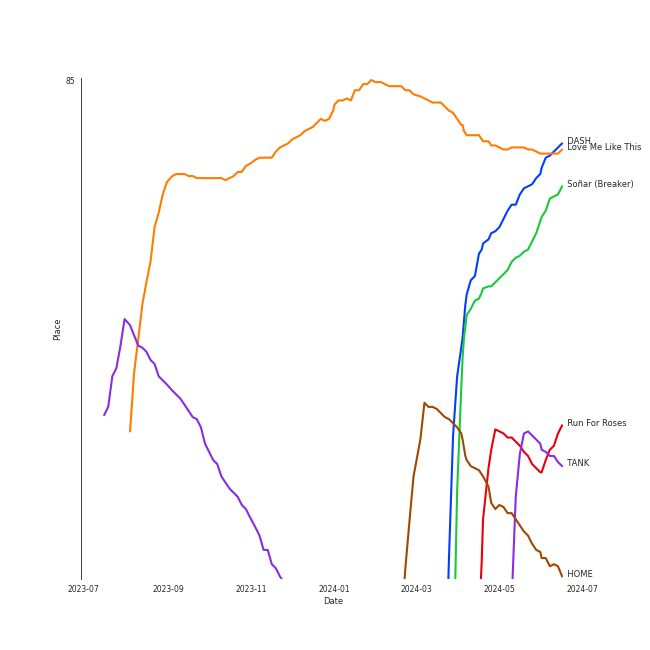 85
DASH
Love Me Like This
Soñar (Breaker)
Place
Run For Roses
TANK
HOME
2023-07 2023-09 2023-11 2024-01 2024-03 2024-05 2024-07
Date